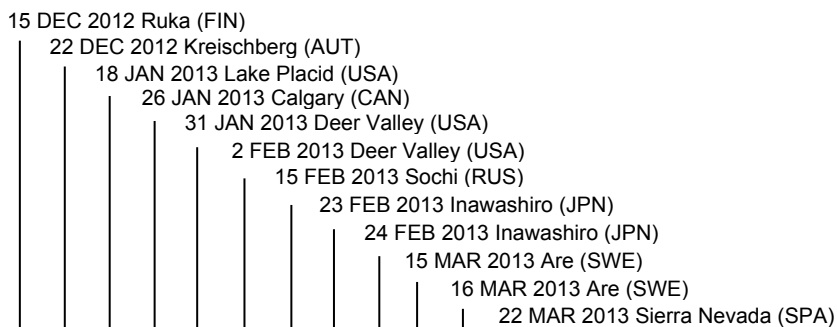 15 DEC 2012 Ruka (FIN)
22 DEC 2012 Kreischberg (AUT)
18 JAN 2013 Lake Placid (USA)
26 JAN 2013 Calgary (CAN)
31 JAN 2013 Deer Valley (USA)
2 FEB 2013 Deer Valley (USA)
15 FEB 2013 Sochi (RUS)
23 FEB 2013 Inawashiro (JPN)
24 FEB 2013 Inawashiro (JPN)
15 MAR 2013 Are (SWE)
16 MAR 2013 Are (SWE)
22 MAR 2013 Sierra Nevada (SPA)